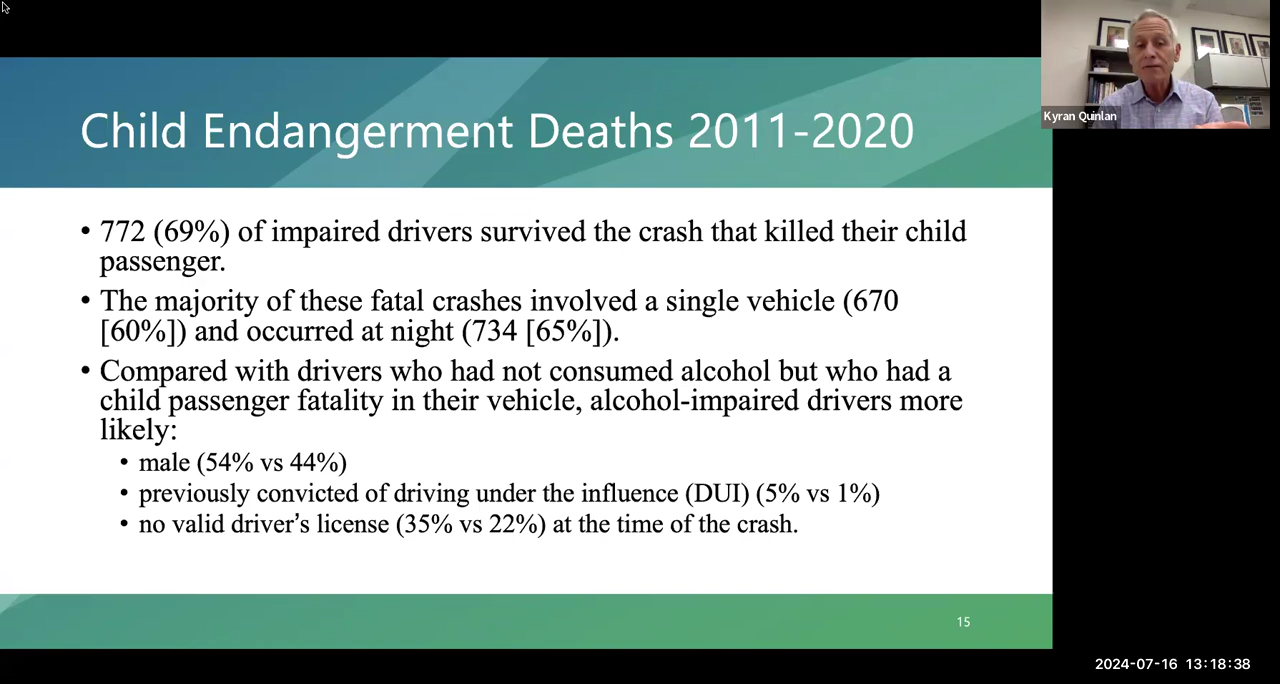 Child Endangerment Deaths 2011-2020
Kyran Quinlan
• 772 (69%) of impaired drivers survived the crash that killed their child
passenger.
• The majority of these fatal crashes involved a single vehicle (670
[60%]) and occurred at night (734 [65%]).
• Compared with drivers who had not consumed alcohol but who had a
child passenger fatality in their vehicle, alcohol-impaired drivers more
likely:
• male (54% vs 44%)
• previously convicted of driving under the influence (DUI) (5% vs 1%)
• no valid driver's license (35% vs 22%) at the time of the crash.
15
2024-07-16 13:18:38